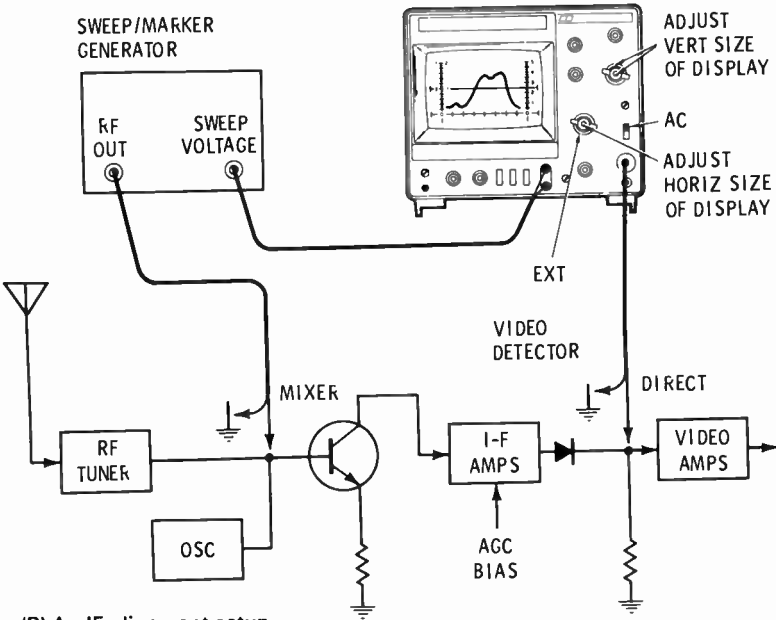 SWEEP/MARKER
GENERATOR
RF
OUT
SWEEP
VOLTAGE
ADJUST
VERT SIZE
OF DISPLAY
AC
ADJUST
HORIZ SIZE
OF DISPLAY
EXT
VIDEO
DETECTOR
DIRECT
MIXER
RF
TUNER
OSC
I-F
AMPS
AGC
BIAS
VIDEO
AMPS